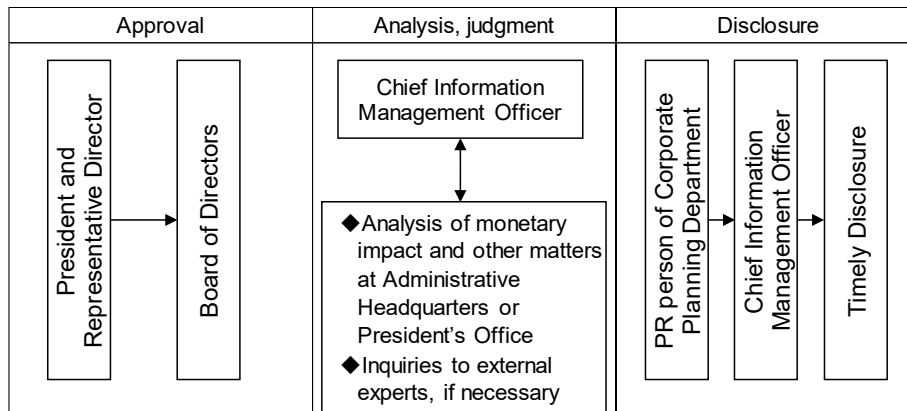 Approval
Analysis, judgment
Disclosure
President and
Representative Director
Board of Directors
Chief Information
Management Officer
◆Analysis of monetary
impact and other matters
at Administrative
Headquarters or
President’s Office
◆Inquiries to external
experts, if necessary
PR person of Corporate
Planning Department
Chief Information
Management Officer
Timely Disclosure